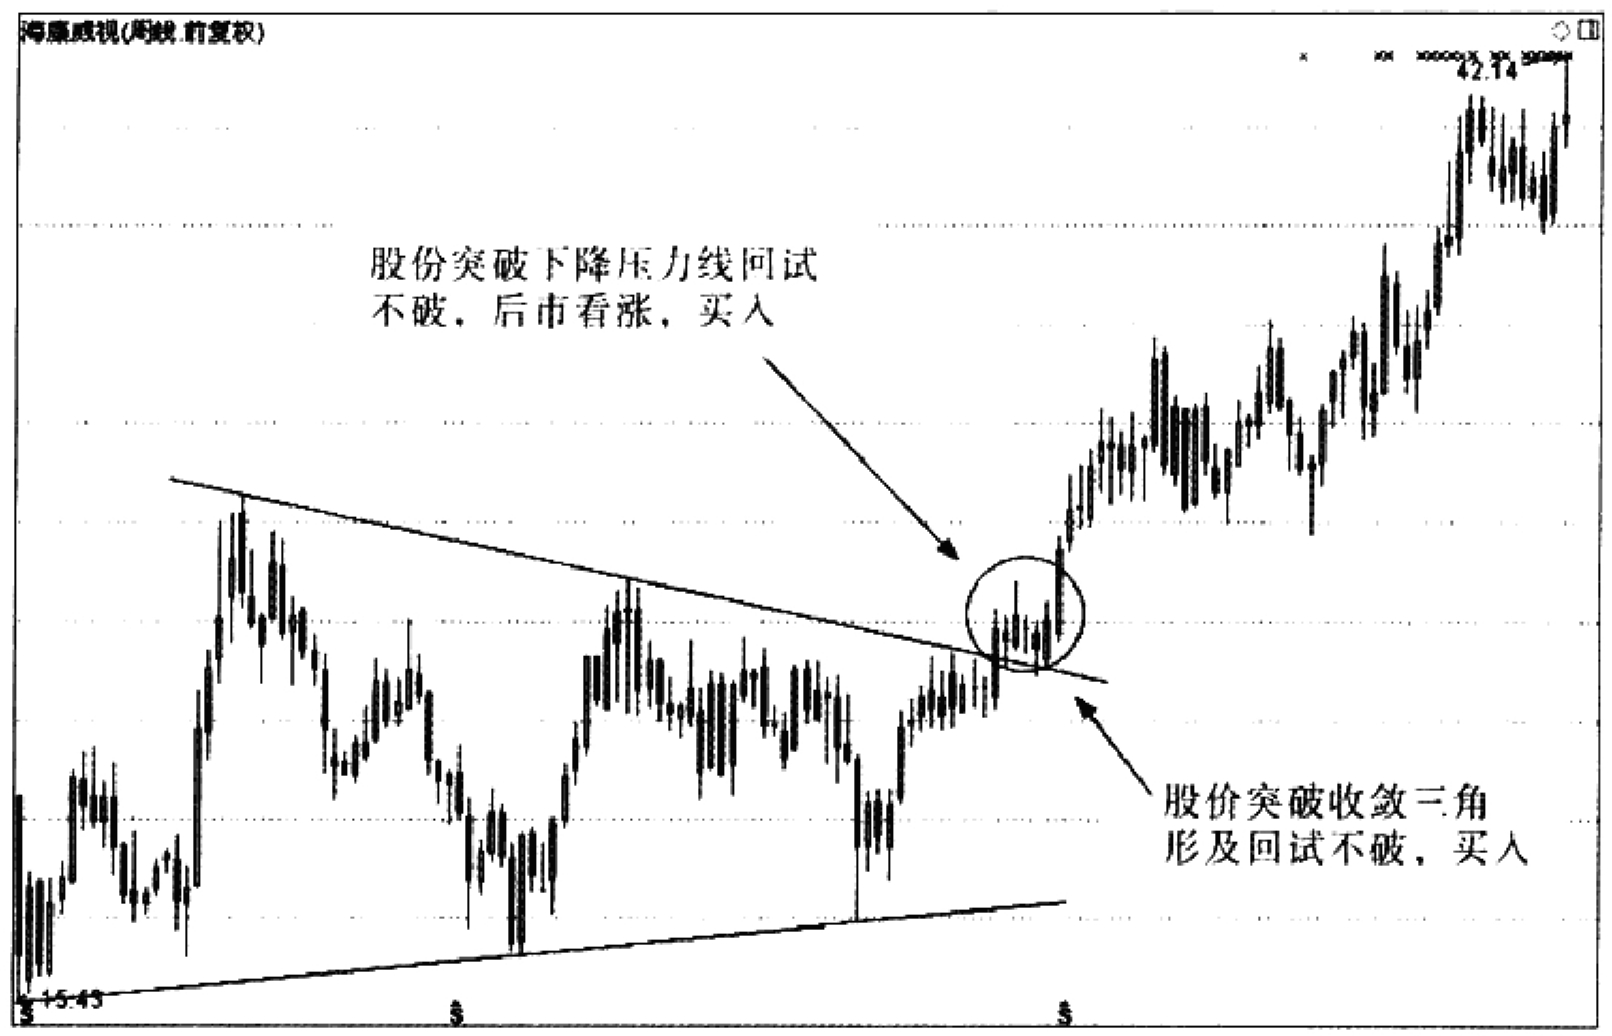 海康威视(周线.前复权)
42.14
股份突破下降压力线回试
不破，后市看涨，买入
股价突破收敛三角
形及回试不破，买入
15.43
$ $ $